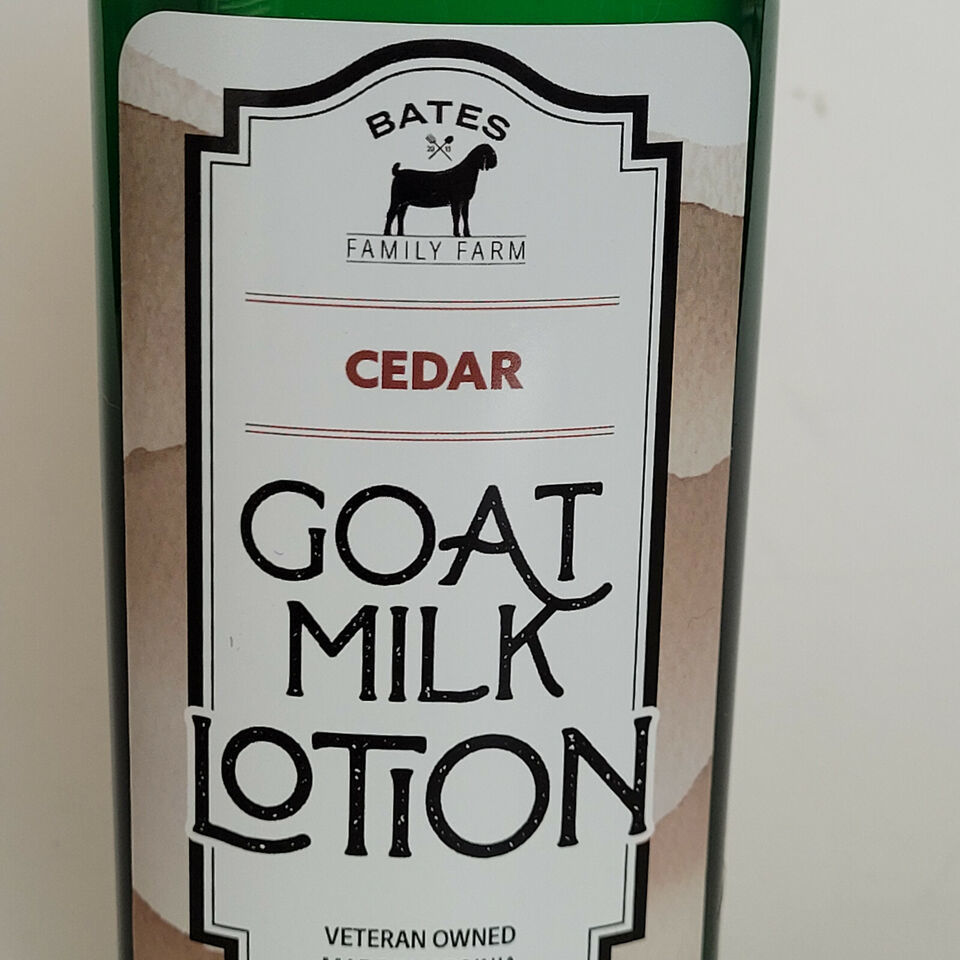 BATES
20 13
FAMILY FARM
CEDAR
GOAT
MILK
LOTION
VETERAN OWNED